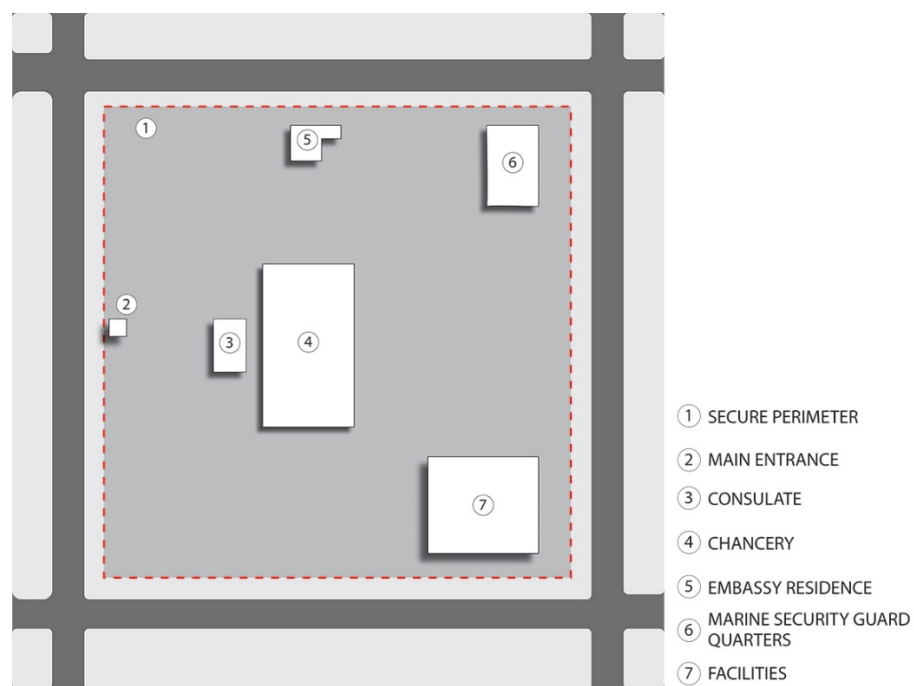 1
5
6
2
3
4
7
1 SECURE PERIMETER
2 MAIN ENTRANCE
3 CONSULATE
4 CHANCERY
5 EMBASSY RESIDENCE
6 MARINE SECURITY GUARD
QUARTERS
7 FACILITIES